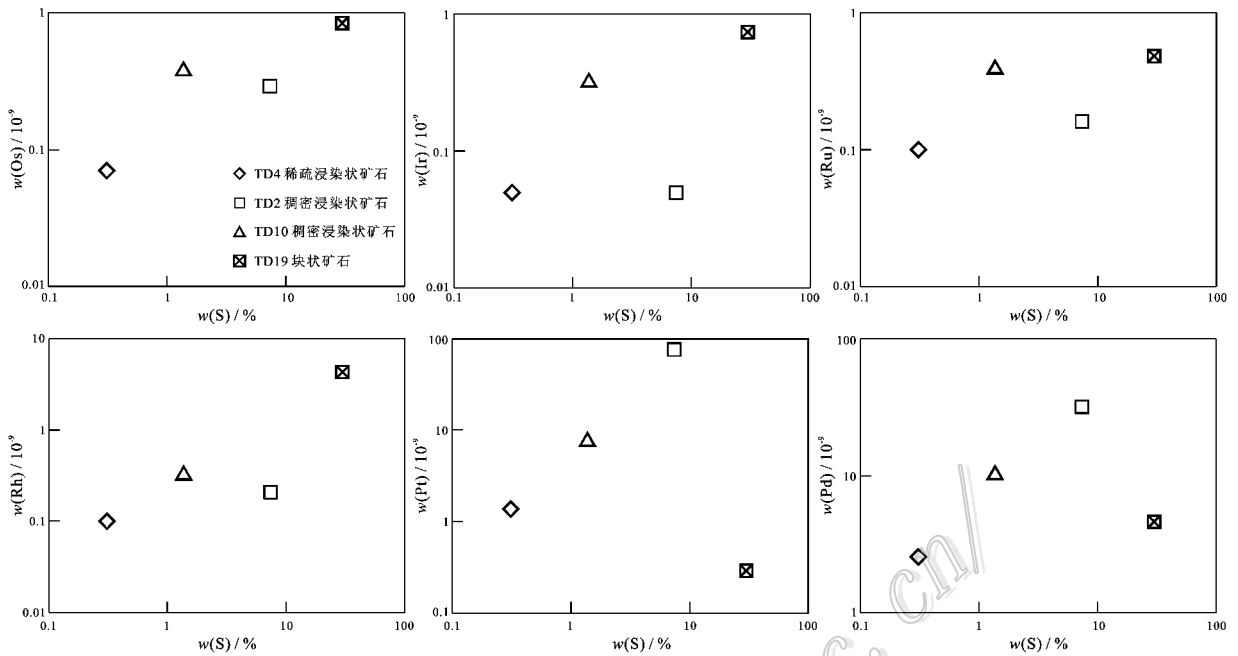 1
0.1
0.01
w(Os) / 10⁻⁹
◇ TD4 稀疏浸染状矿石
□ TD2 稠密浸染状矿石
△ TD10 稠密浸染状矿石
⊠ TD19 块状矿石
0.1 1 10 100
w(S) / %
1
0.1
0.01
w(Ir) / 10⁻⁹
0.1 1 10 100
w(S) / %
1
0.1
0.01
w(Ru) / 10⁻⁹
0.1 1 10 100
w(S) / %
10
1
0.1
0.01
w(Rh) / 10⁻⁹
0.1 1 10 100
w(S) / %
100
10
1
0.1
w(Pt) / 10⁻⁹
0.1 1 10 100
w(S) / %
100
10
1
w(Pd) / 10⁻⁹
0.1 1 10 100
w(S) / %
c. cn/